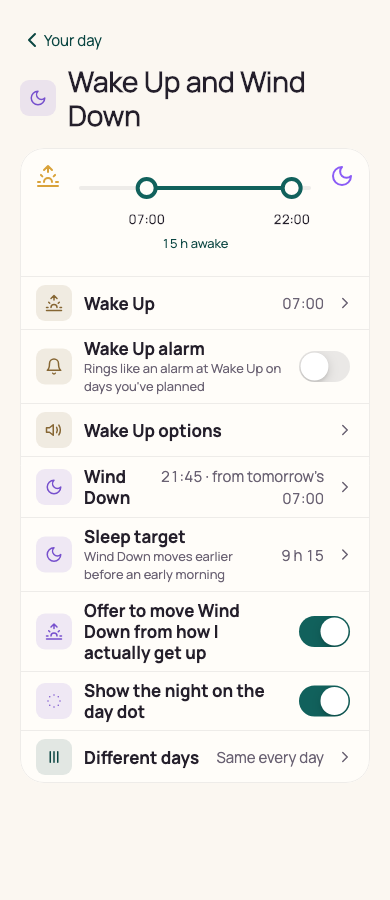 Your day
Wake Up and Wind
Down
07:00
22:00
15 h awake
Wake Up
07:00
Wake Up alarm
Rings like an alarm at Wake Up on
days you've planned
Wake Up options
Wind
Down
21:45 · from tomorrow's
07:00
Sleep target
Wind Down moves earlier
before an early morning
9 h 15
Offer to move Wind
Down from how I
actually get up
Show the night on the
day dot
Different days
Same every day